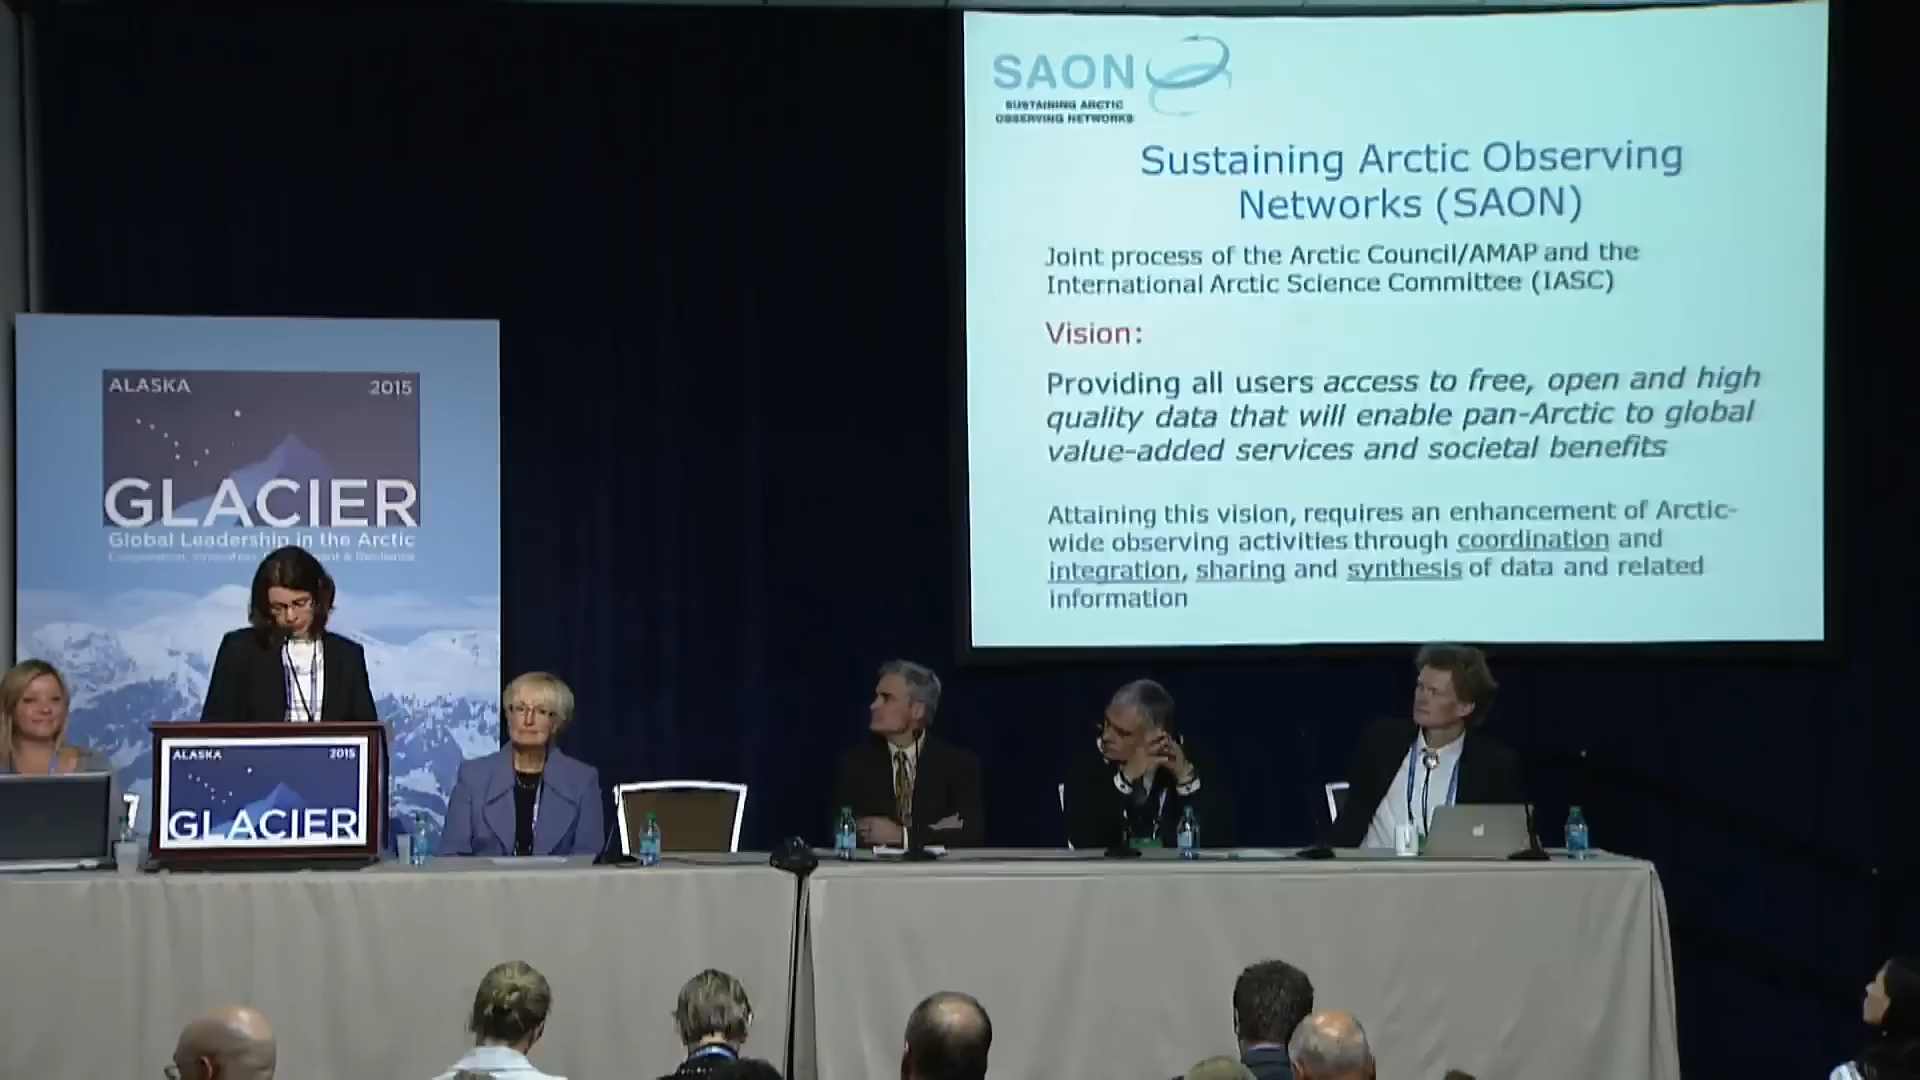 SAON
SUSTAINING ARCTIC
OBSERVING NETWORKS
Sustaining Arctic Observing
Networks (SAON)
Joint process of the Arctic Council/AMAP and the
International Arctic Science Committee (IASC)
Vision:
Providing all users access to free, open and high
quality data that will enable pan-Arctic to global
value-added services and societal benefits
Attaining this vision, requires an enhancement of Arctic-
wide observing activities through coordination and
integration, sharing and synthesis of data and related
information
ALASKA 2015
GLACIER
Global Leadership in the Arctic
ALASKA 2015
GLACIER